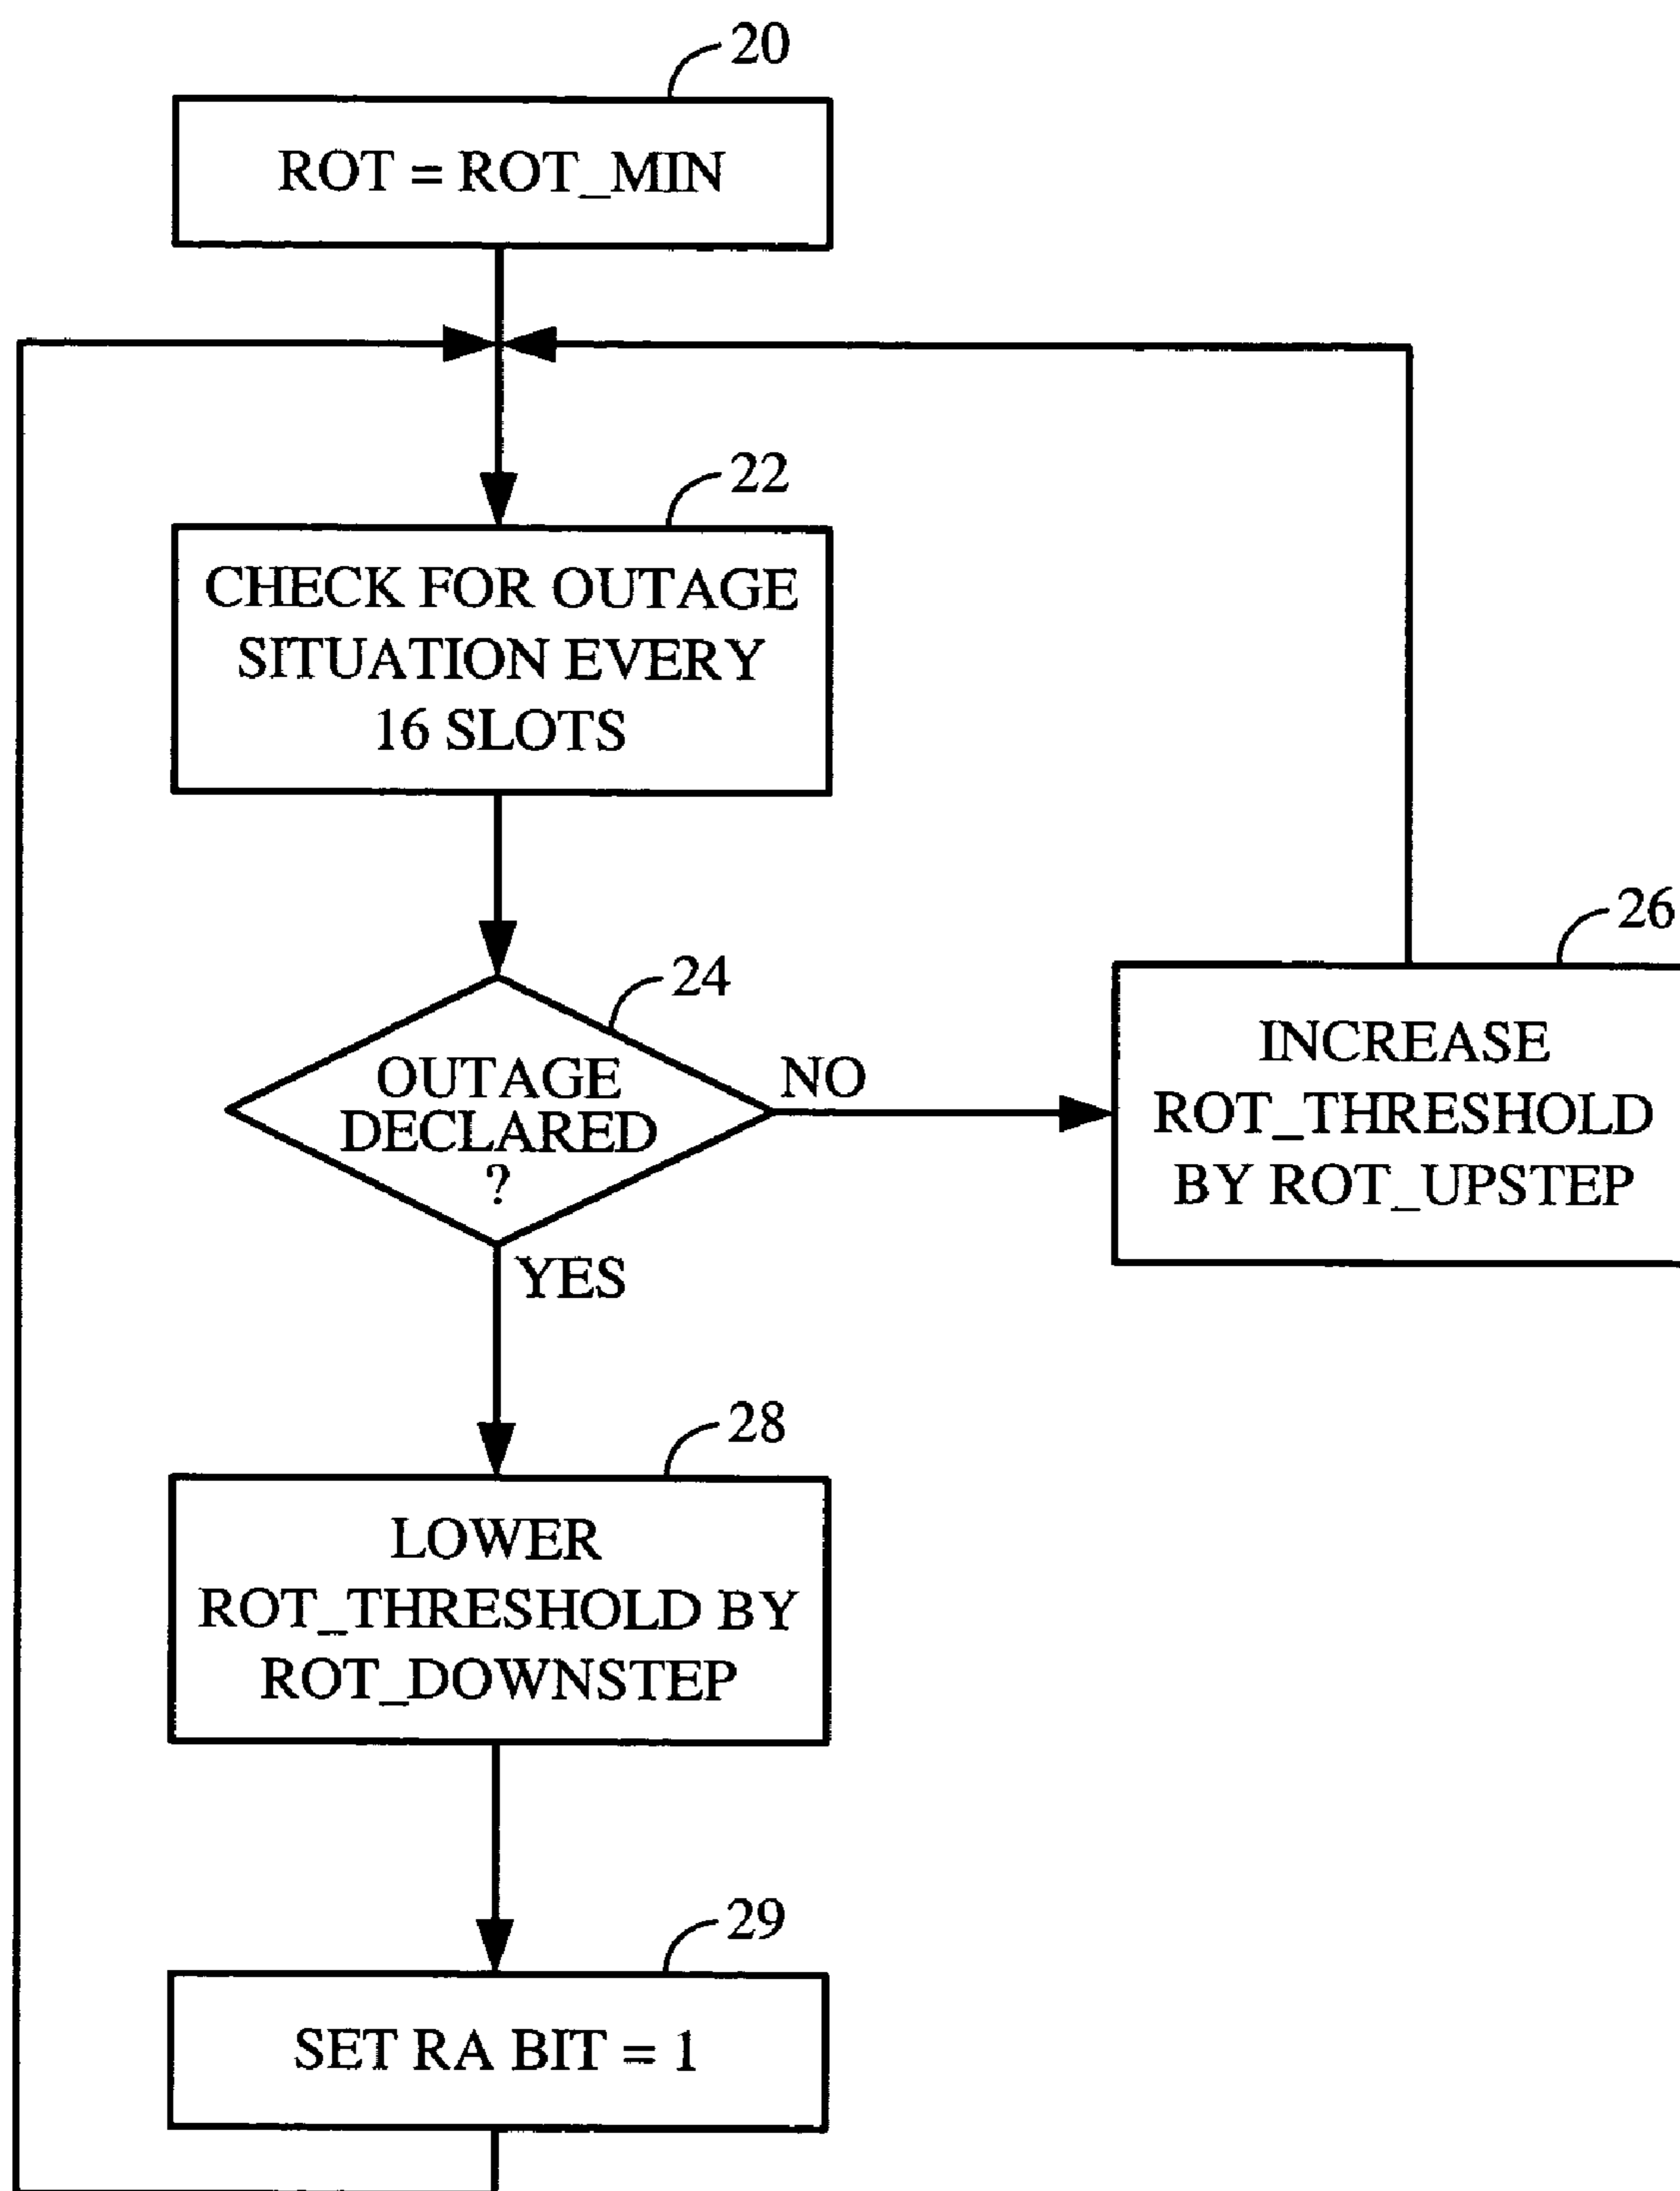 20
ROT = ROT_MIN
22
CHECK FOR OUTAGE
SITUATION EVERY
16 SLOTS
24
OUTAGE
DECLARED
?
NO
YES
26
INCREASE
ROT_THRESHOLD
BY ROT_UPSTEP
28
LOWER
ROT_THRESHOLD BY
ROT_DOWNSTEP
29
SET RA BIT = 1